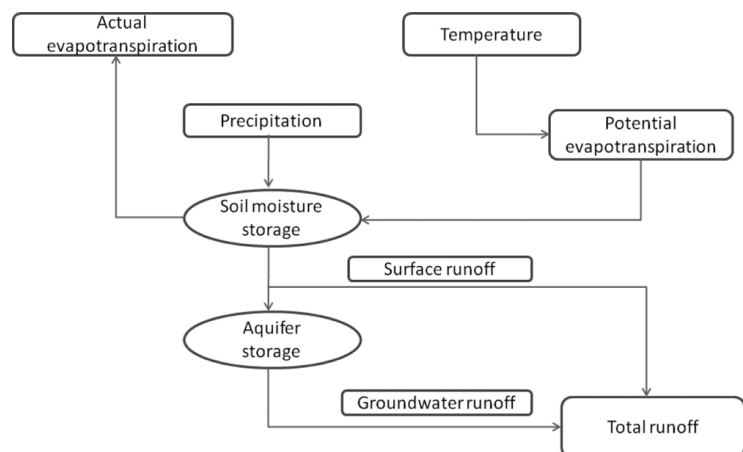 Actual
evapotranspiration
Temperature
Precipitation
Potential
evapotranspiration
Soil moisture
storage
Surface runoff
Aquifer
storage
Groundwater runoff
Total runoff